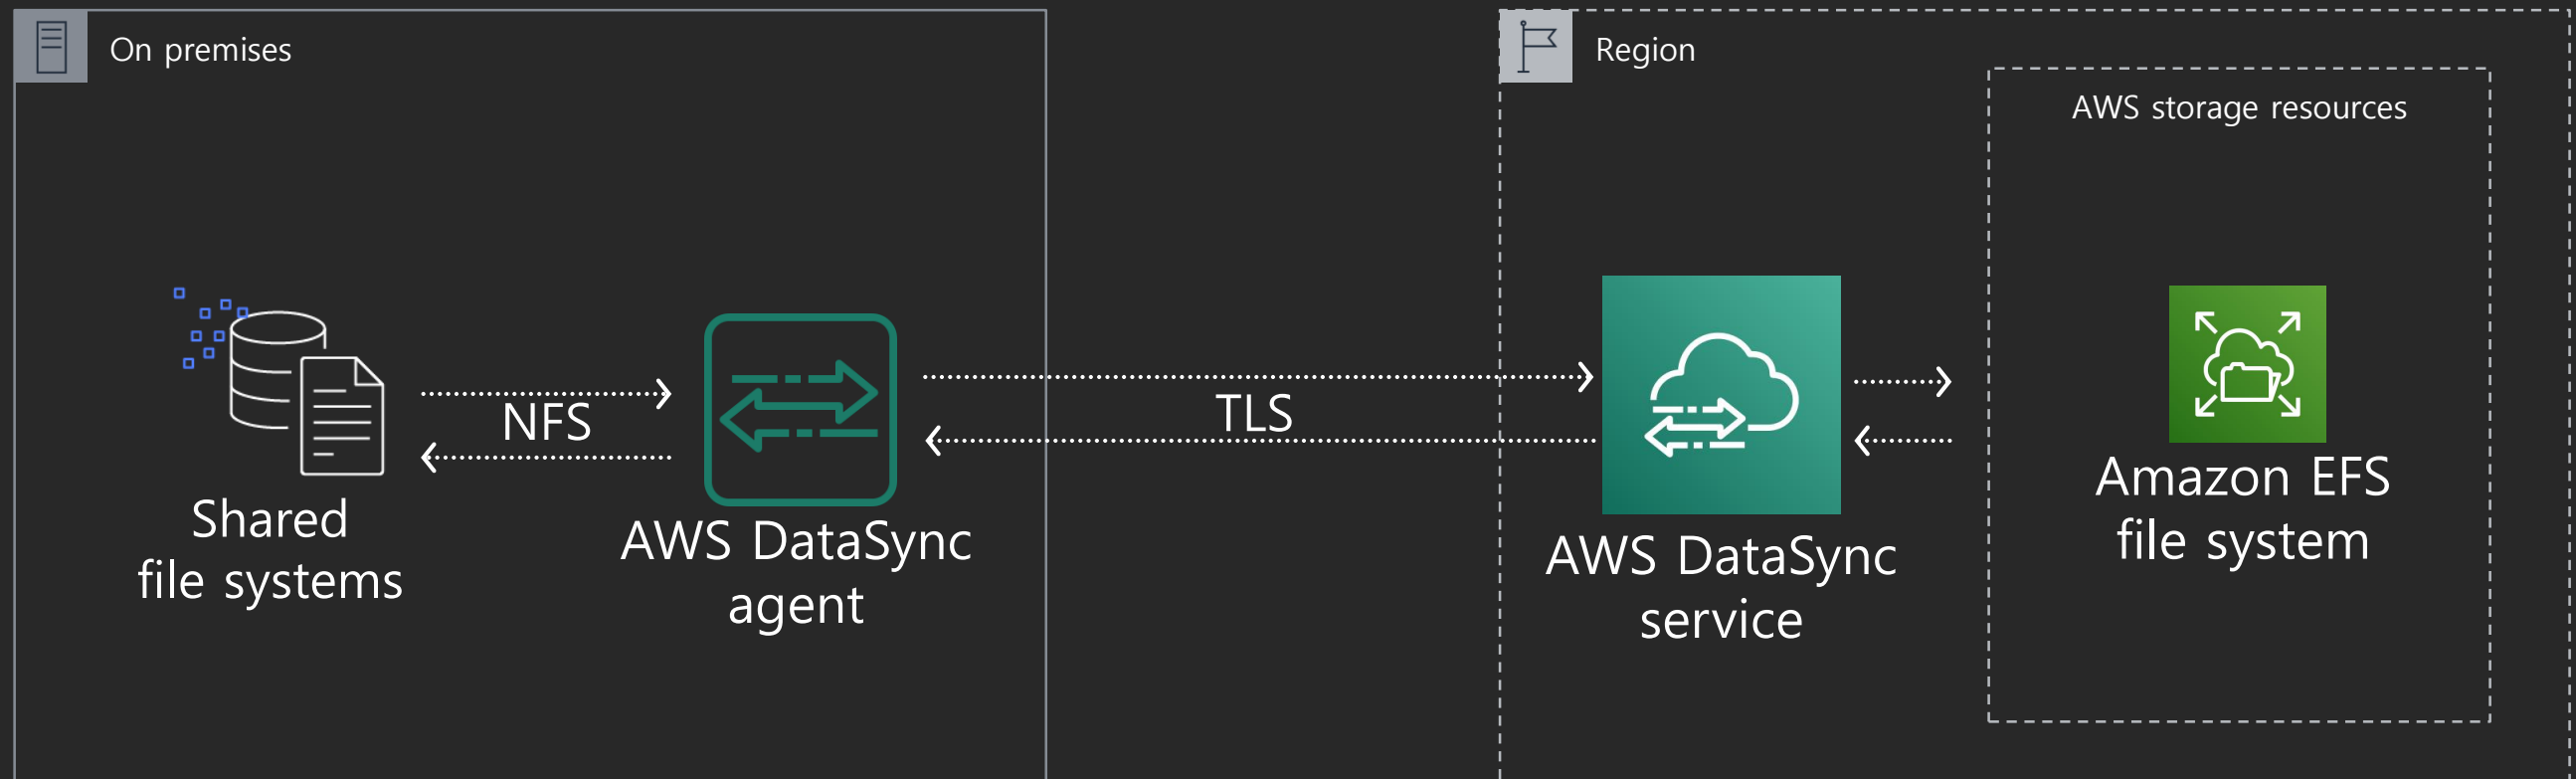 On premises
Region
AWS storage resources
NFS
TLS
Shared
file systems
AWS DataSync
agent
AWS DataSync
service
Amazon EFS
file system